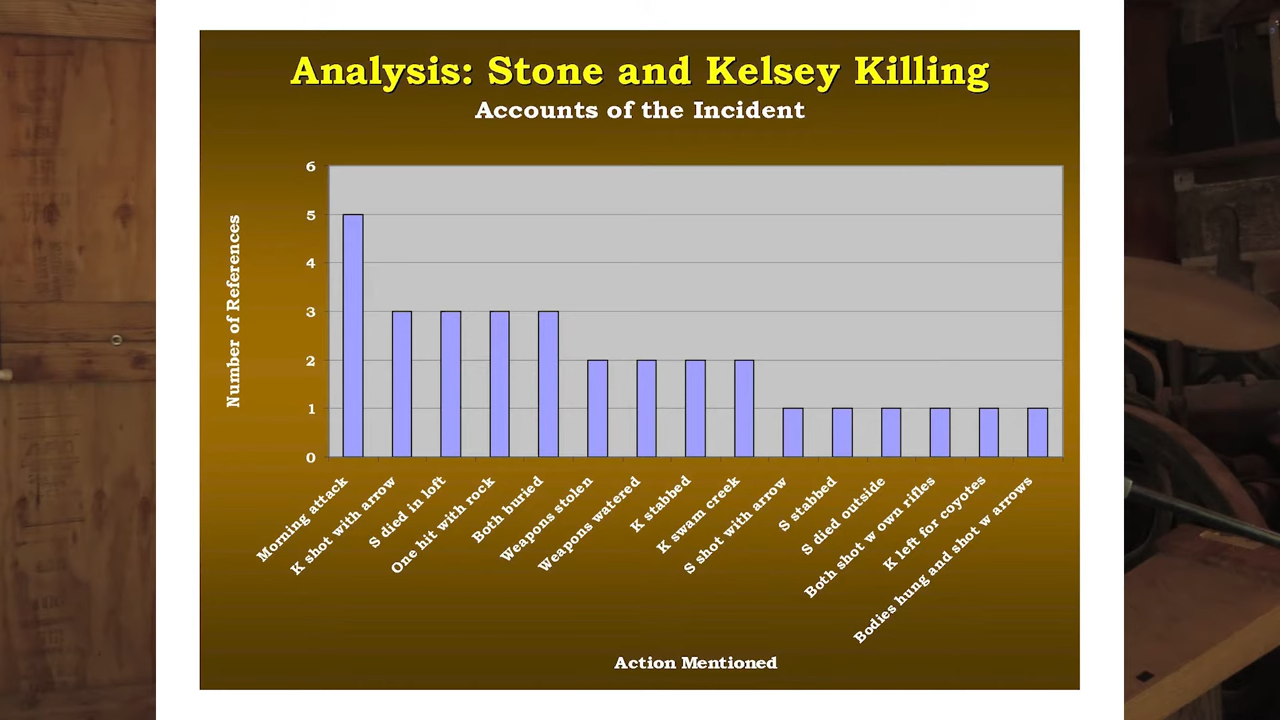 Analysis: Stone and Kelsey Killing
Accounts of the Incident
Number of References
6
5
4
3
2
1
0
Morning attack
K shot with arrow
S died in loft
One hit with rock
Both buried
Weapons stolen
Weapons watered
K stabbed
K swam creek
S shot with arrow
S stabbed
S died outside
Both shot w own rifles
K left for coyotes
Bodies hung and shot w arrows
Action Mentioned